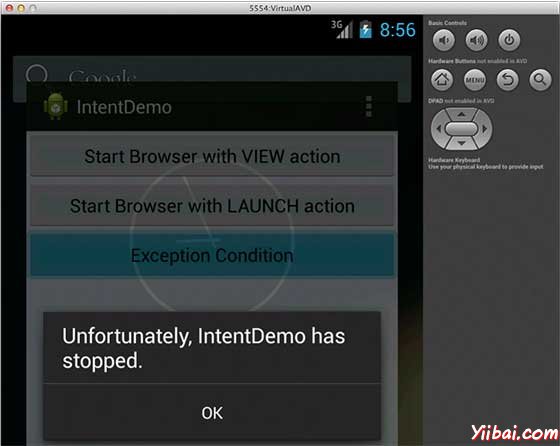 5554:VirtualAVD
3G 8:56
Google
IntentDemo
Start Browser with VIEW action
Start Browser with LAUNCH action
Exception Condition
Unfortunately, IntentDemo has
stopped.
OK
Basic Controls
Hardware Buttons not enabled in AVD
MENU
DPAD not enabled in AVD
Hardware Keyboard
Use your physical keyboard to provide input
Yiibai.com